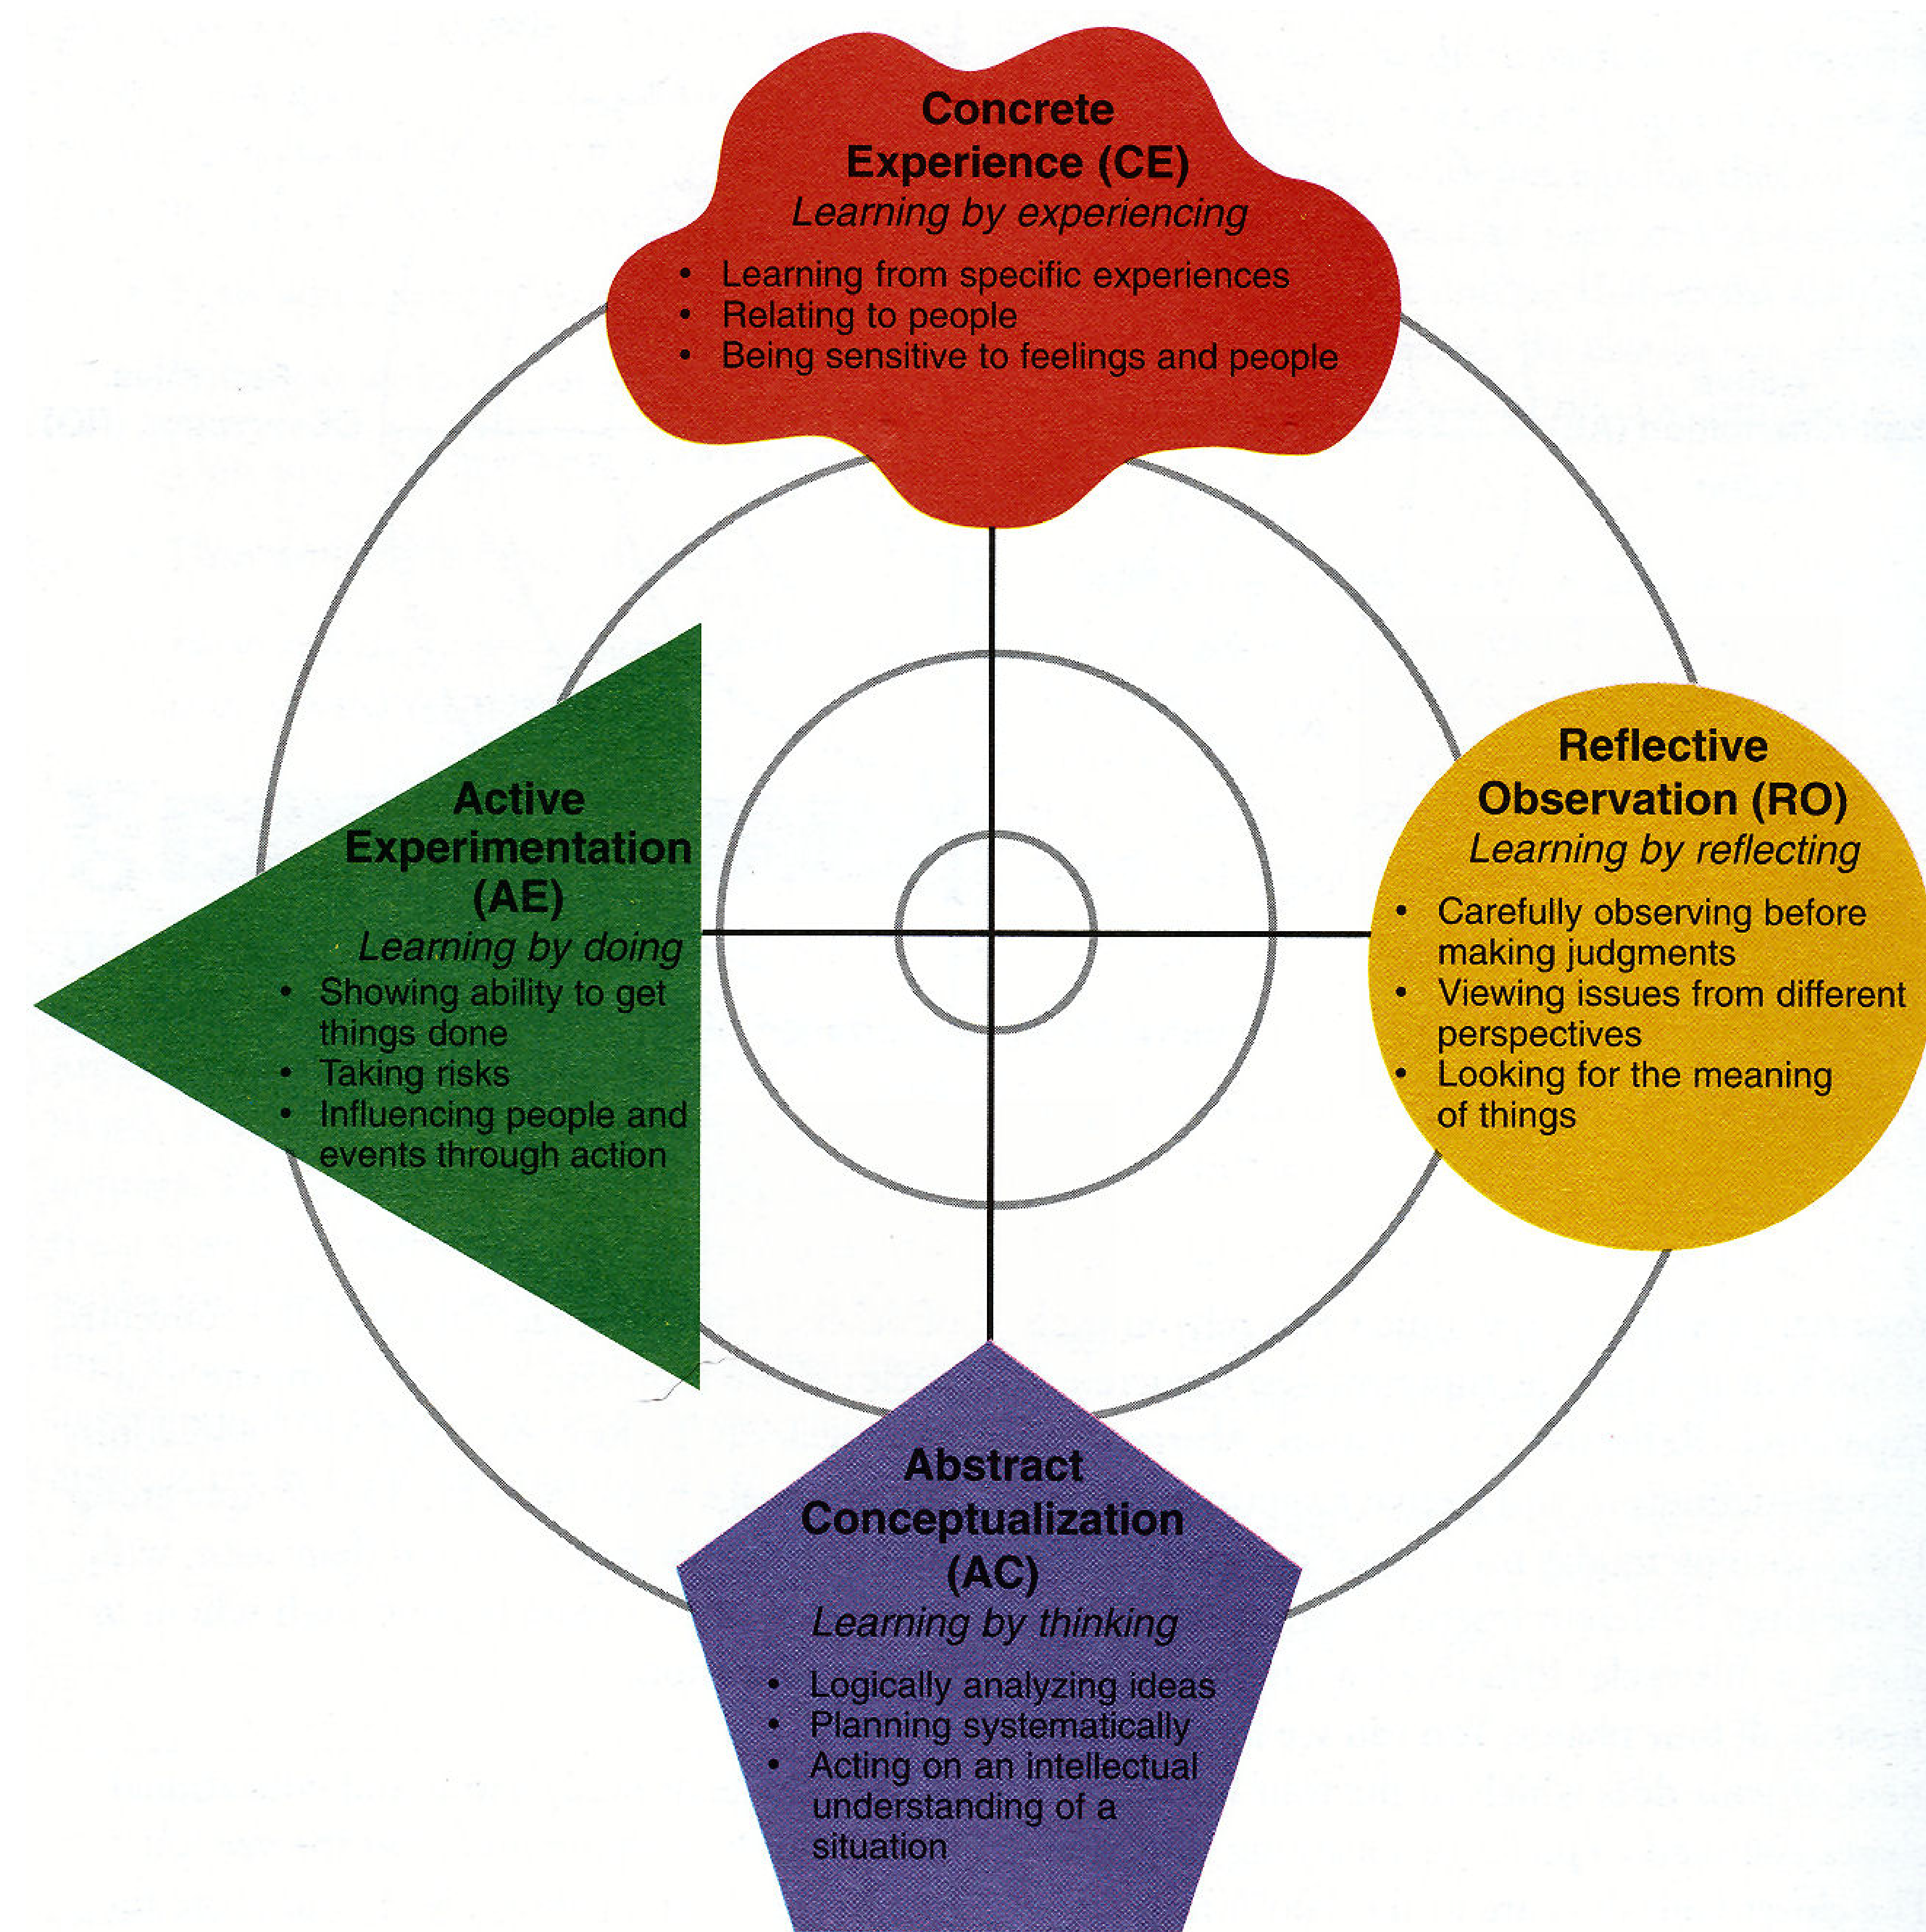 Concrete
Experience (CE)
Learning by experiencing
• Learning from specific experiences
• Relating to people
• Being sensitive to feelings and people
Active
Experimentation
(AE)
Learning by doing
• Showing ability to get
things done
• Taking risks
• Influencing people and
events through action
Reflective
Observation (RO)
Learning by reflecting
• Carefully observing before
making judgments
• Viewing issues from different
perspectives
• Looking for the meaning
of things
Abstract
Conceptualization
(AC)
Learning by thinking
• Logically analyzing ideas
• Planning systematically
• Acting on an intellectual
understanding of a
situation